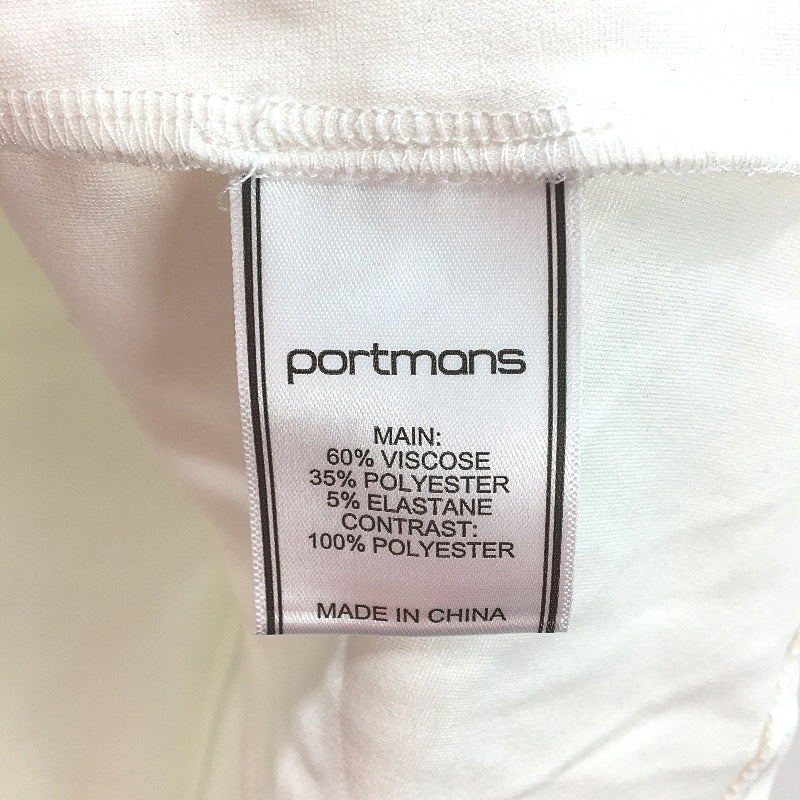 portmans
MAIN:
60% VISCOSE
35% POLYESTER
5% ELASTANE
CONTRAST:
100% POLYESTER
MADE IN CHINA